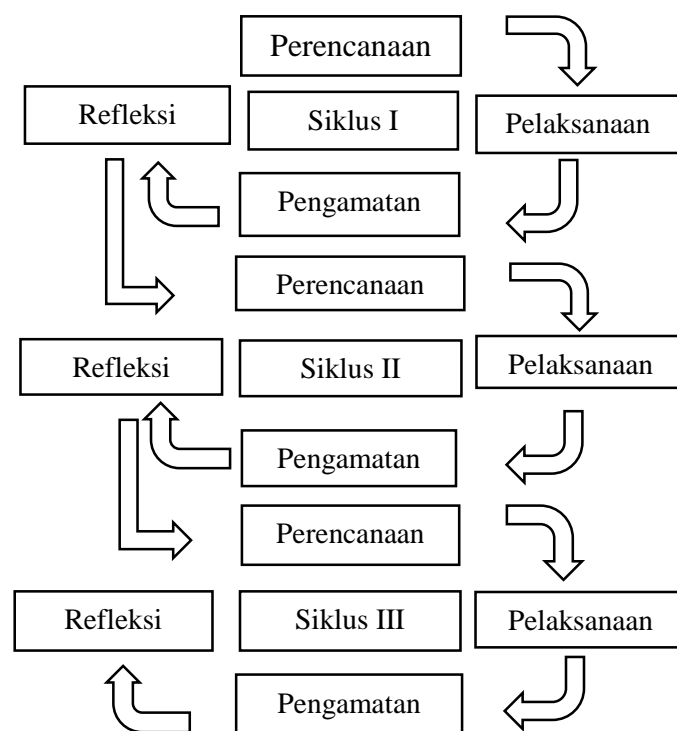 Perencanaan
Refleksi
Siklus I
Pelaksanaan
Pengamatan
Perencanaan
Refleksi
Siklus II
Pelaksanaan
Pengamatan
Perencanaan
Refleksi
Siklus III
Pelaksanaan
Pengamatan